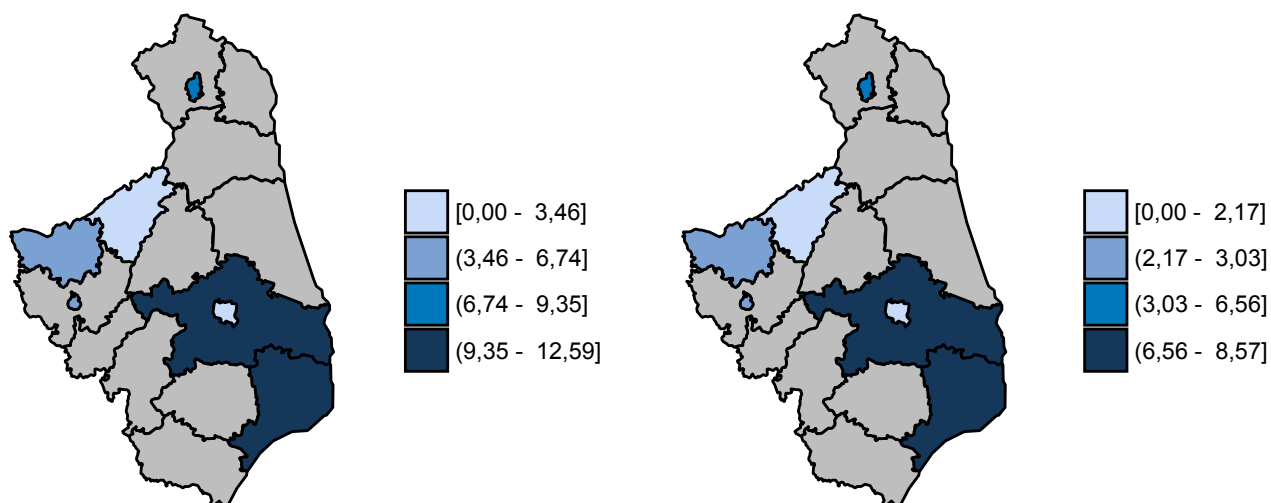 [0,00 - 3,46]
(3,46 - 6,74]
(6,74 - 9,35]
(9,35 - 12,59]
[0,00 - 2,17]
(2,17 - 3,03]
(3,03 - 6,56]
(6,56 - 8,57]